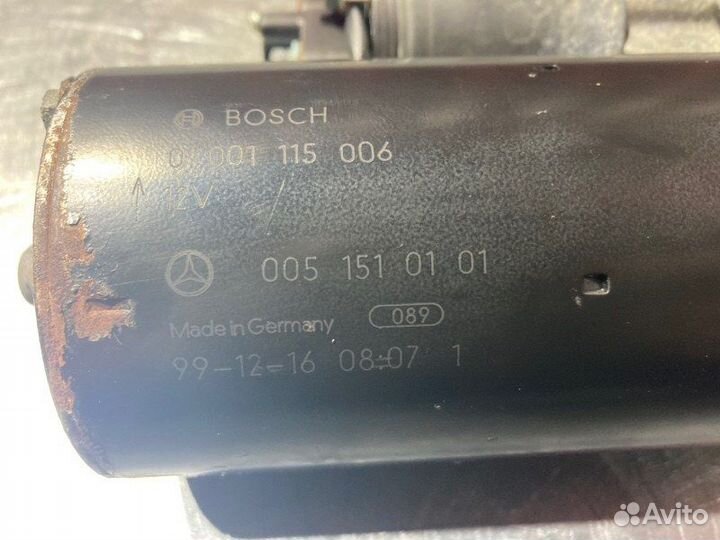 BOSCH
0 001 115 006
12V
005 151 01 01
Made in Germany 089
99-12-16 08:07 1
Avito